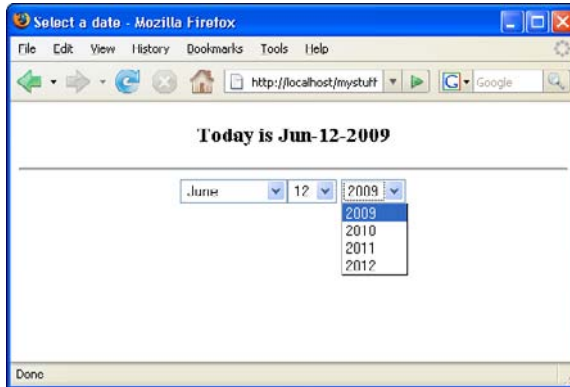 Select a date - Mozilla Firefox
File Edit View History Bookmarks Tools Help
http://localhost/mystuff G Google
Today is Jun-12-2009
June 12 2009
2009
2010
2011
2012
Done